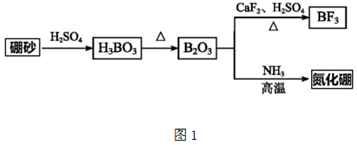 CaF₂、H₂SO₄
△
BF₃
硼砂
H₂SO₄
H₃BO₃
△
B₂O₃
NH₃
高温
氮化硼
图1